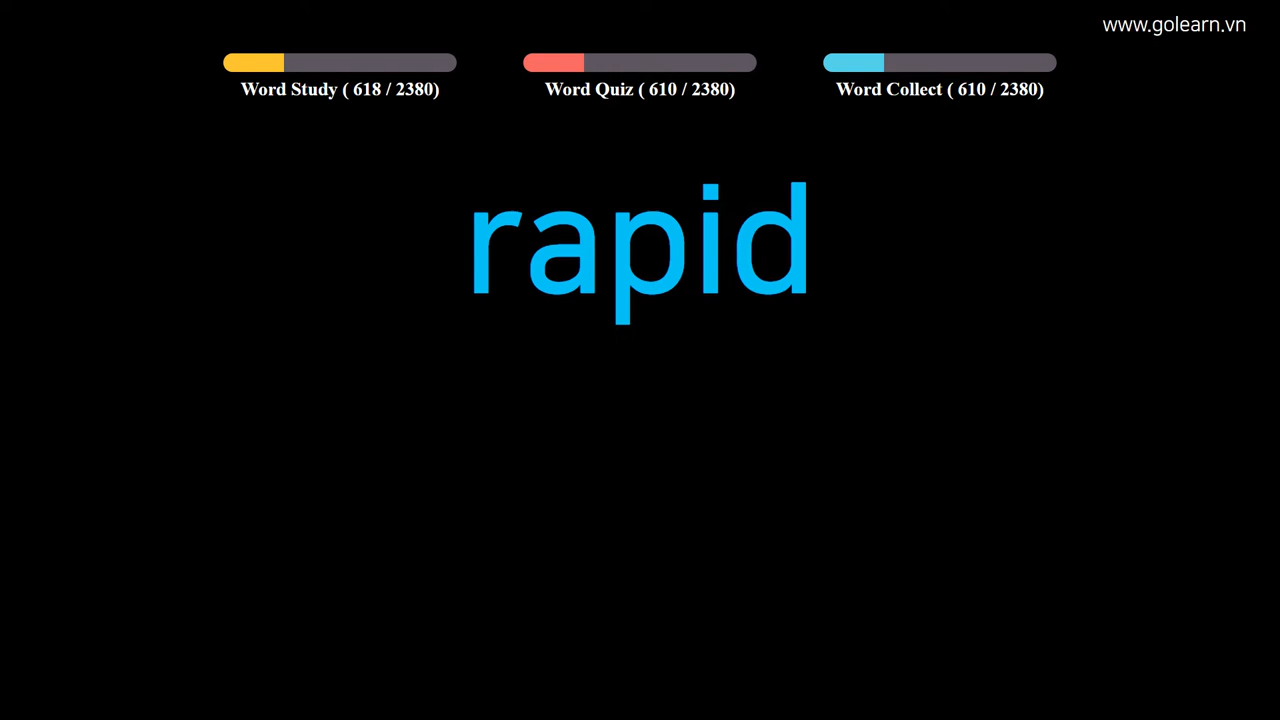 www.golearn.vn
Word Study ( 618 / 2380)
Word Quiz ( 610 / 2380)
Word Collect ( 610 / 2380)
rapid